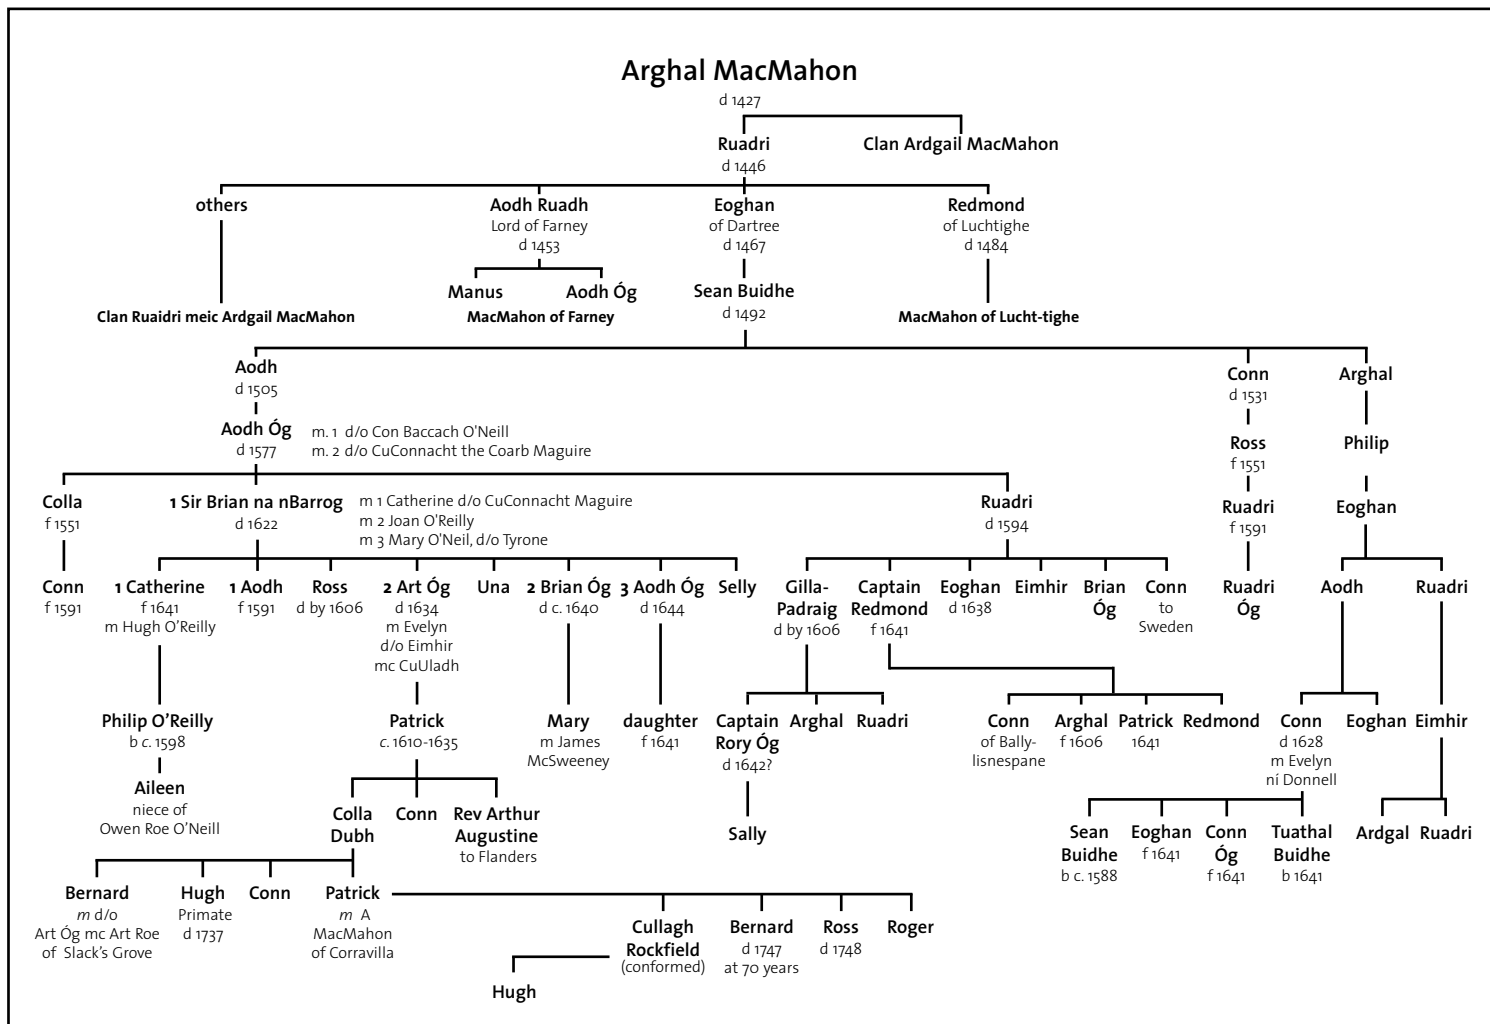 Arghal MacMahon
d 1427
Ruadri
d 1446
Clan Ardgail MacMahon
others
Aodh Ruadh
Lord of Farney
d 1453
Eoghan
of Dartree
d 1467
Redmond
of Luchtighe
d 1484
Manus
Aodh Óg
Sean Buidhe
d 1492
Clan Ruaidri meic Ardgail MacMahon
MacMahon of Farney
MacMahon of Lucht-tighe
Aodh
d 1505
Conn
d 1531
Arghal
Aodh Óg
d 1577
m. 1 d/o Con Baccach O'Neill
m. 2 d/o CuConnacht the Coarb Maguire
Ross
f 1551
Philip
Colla
f 1551
1 Sir Brian na nBarrog
d 1622
m 1 Catherine d/o CuConnacht Maguire
m 2 Joan O'Reilly
m 3 Mary O'Neil, d/o Tyrone
Ruadri
d 1594
Ruadri
f 1591
Eoghan
Conn
f 1591
1 Catherine
f 1641
m Hugh O'Reilly
1 Aodh
f 1591
Ross
d by 1606
2 Art Óg
d 1634
m Evelyn
d/o Eimhir
mc CuUladh
Una
2 Brian Óg
d c. 1640
3 Aodh Óg
d 1644
Selly
Gilla-
Padraig
d by 1606
Captain
Redmond
f 1641
Eoghan
d 1638
Eimhir
Brian
Óg
Conn
to
Sweden
Ruadri
Óg
Aodh
Ruadri
Philip O'Reilly
b c. 1598
Patrick
c. 1610-1635
Mary
m James
McSweeney
daughter
f 1641
Captain
Rory Óg
d 1642?
Arghal
Ruadri
Conn
of Bally-
lisnespane
Arghal
f 1606
Patrick
1641
Redmond
Conn
d 1628
m Evelyn
ní Donnell
Eoghan
Eimhir
Aileen
niece of
Owen Roe O'Neill
Colla
Dubh
Conn
Rev Arthur
Augustine
to Flanders
Sally
Sean
Buidhe
b c. 1588
Eoghan
f 1641
Conn
Óg
f 1641
Tuathal
Buidhe
b 1641
Ardgal
Ruadri
Bernard
m d/o
Art Óg mc Art Roe
of Slack's Grove
Hugh
Primate
d 1737
Conn
Patrick
m A
MacMahon
of Corravilla
Cullagh
Rockfield
(conformed)
Bernard
d 1747
at 70 years
Ross
d 1748
Roger
Hugh